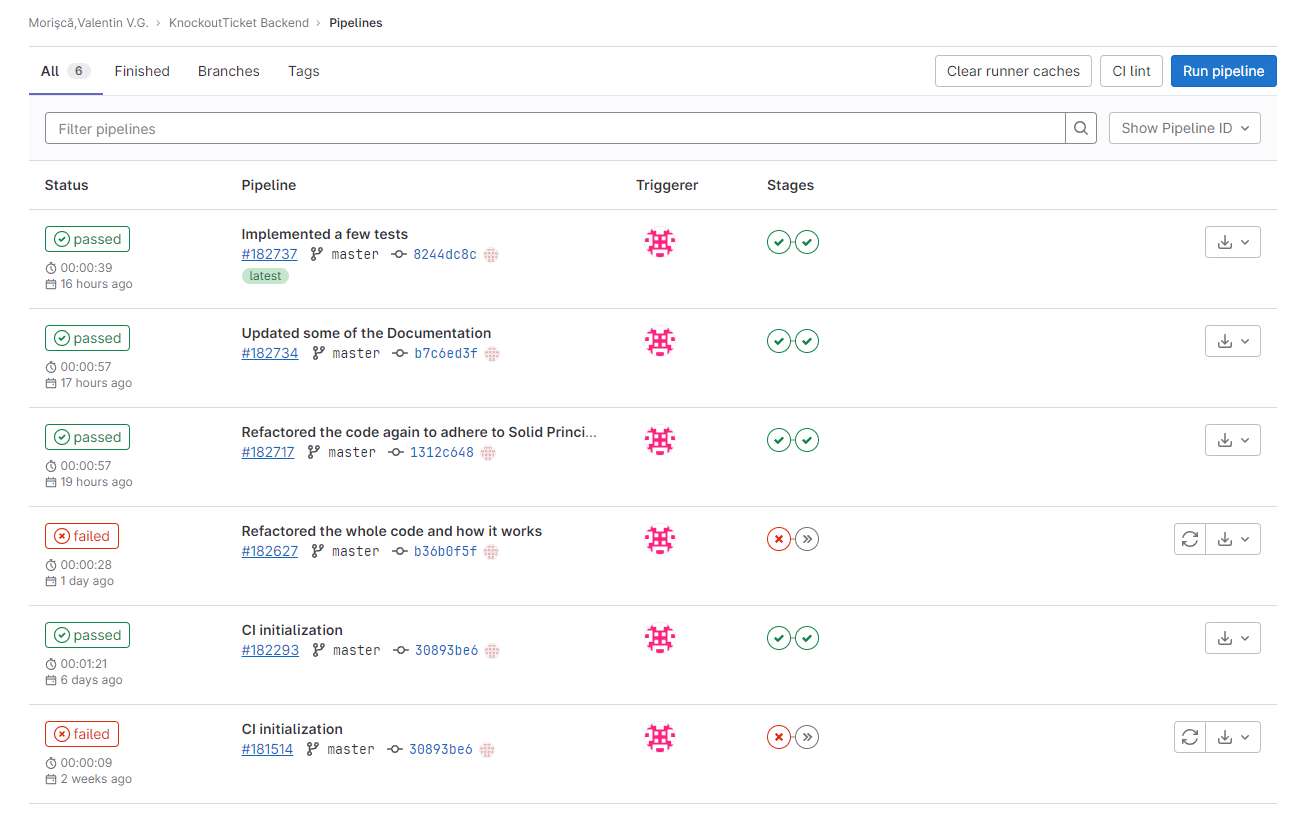 Morișcă,Valentin V.G. › KnockoutTicket Backend › Pipelines
All 6 Finished Branches Tags Clear runner caches CI lint Run pipeline
Filter pipelines Show Pipeline ID
Status Pipeline Triggerer Stages
passed Implemented a few tests
#182737 master 8244dc8c
00:00:39 latest
16 hours ago
passed Updated some of the Documentation
#182734 master b7c6ed3f
00:00:57
17 hours ago
passed Refactored the code again to adhere to Solid Princi...
#182717 master 1312c648
00:00:57
19 hours ago
failed Refactored the whole code and how it works
#182627 master b36b0f5f
00:00:28
1 day ago
passed CI initialization
#182293 master 30893be6
00:01:21
6 days ago
failed CI initialization
#181514 master 30893be6
00:00:09
2 weeks ago